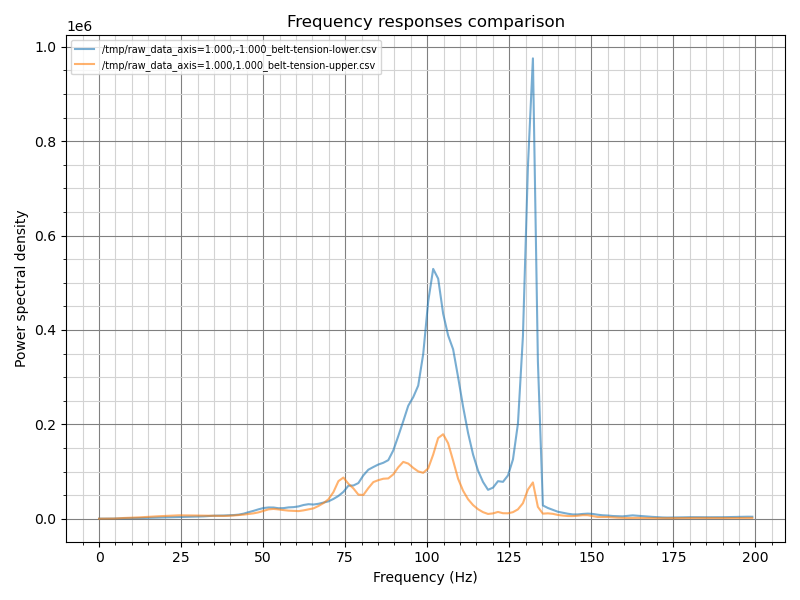 Frequency responses comparison
1e6
/tmp/raw_data_axis=1.000,-1.000_belt-tension-lower.csv
/tmp/raw_data_axis=1.000,1.000_belt-tension-upper.csv
1.0
0.8
0.6
0.4
0.2
0.0
Power spectral density
0 25 50 75 100 125 150 175 200
Frequency (Hz)